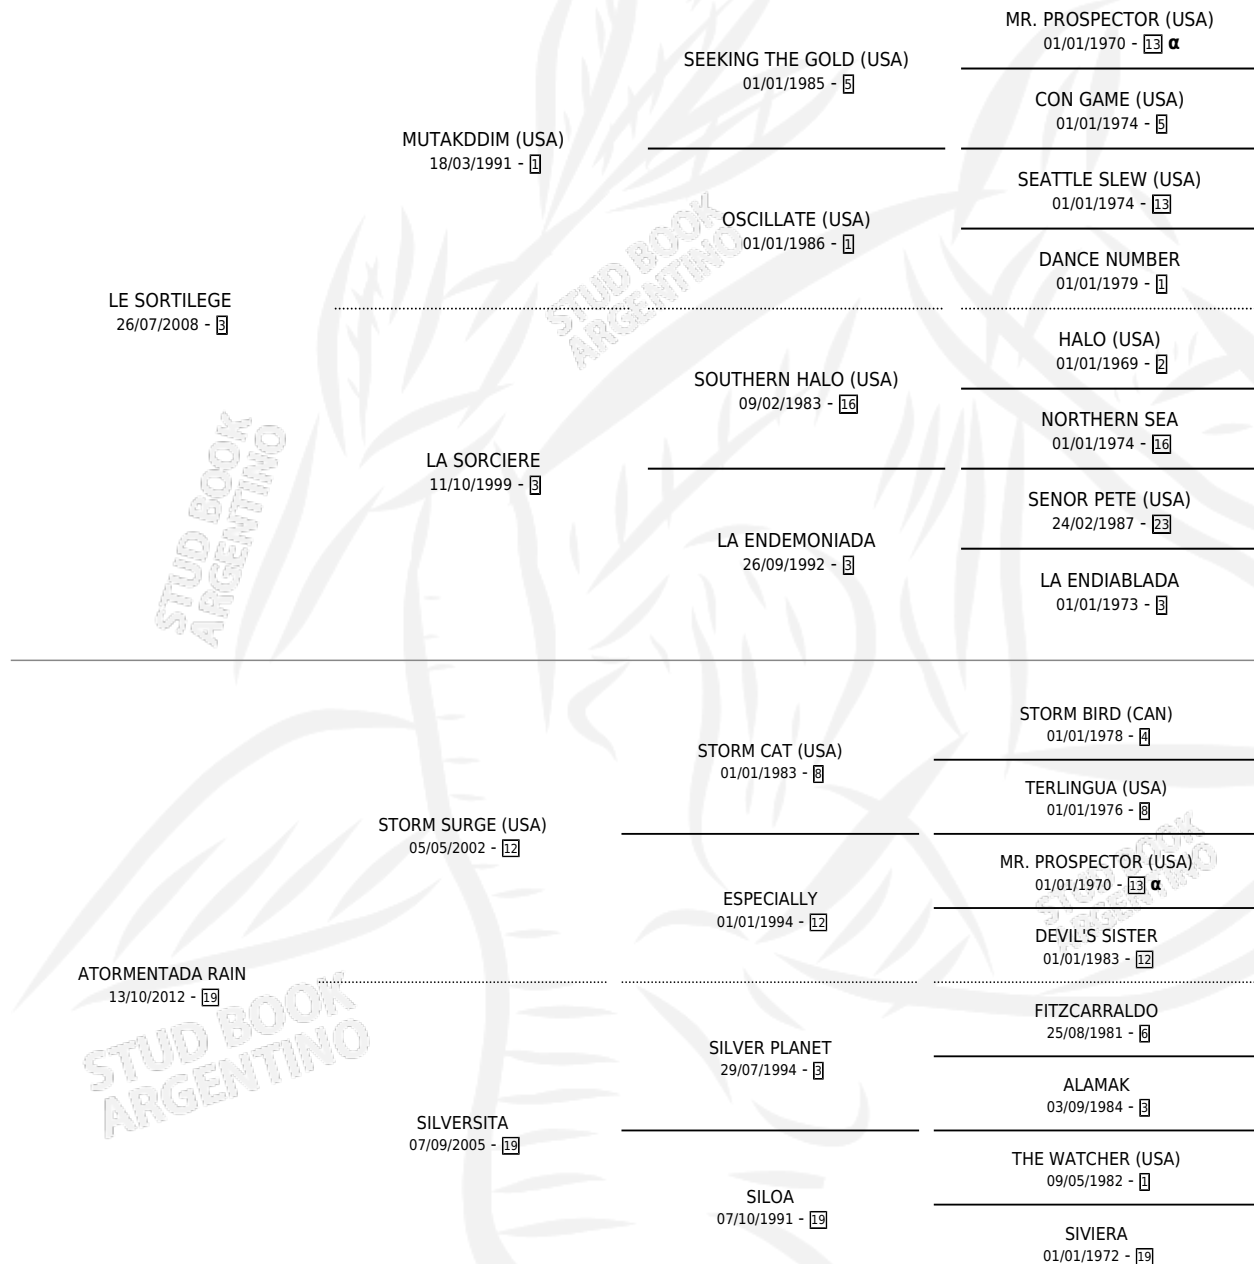 MR. PROSPECTOR (USA)
01/01/1970 - 13 α
SEEKING THE GOLD (USA)
01/01/1985 - 5
CON GAME (USA)
01/01/1974 - 5
MUTAKDDIM (USA)
18/03/1991 - 1
SEATTLE SLEW (USA)
01/01/1974 - 13
OSCILLATE (USA)
01/01/1986 - 1
DANCE NUMBER
01/01/1979 - 1
LE SORTILEGE
26/07/2008 - 3
HALO (USA)
01/01/1969 - 2
SOUTHERN HALO (USA)
09/02/1983 - 16
NORTHERN SEA
01/01/1974 - 16
LA SORCIERE
11/10/1999 - 3
SENOR PETE (USA)
24/02/1987 - 23
LA ENDEMONIADA
26/09/1992 - 3
LA ENDIABLADA
01/01/1973 - 3
STORM BIRD (CAN)
01/01/1978 - 4
STORM CAT (USA)
01/01/1983 - 8
TERLINGUA (USA)
01/01/1976 - 8
STORM SURGE (USA)
05/05/2002 - 12
MR. PROSPECTOR (USA)
01/01/1970 - 13 α
ESPECIALLY
01/01/1994 - 12
DEVIL'S SISTER
01/01/1983 - 12
ATORMENTADA RAIN
13/10/2012 - 19
FITZCARRALDO
25/08/1981 - 6
SILVER PLANET
29/07/1994 - 3
ALAMAK
03/09/1984 - 3
SILVERSITA
07/09/2005 - 19
THE WATCHER (USA)
09/05/1982 - 1
SILOA
07/10/1991 - 19
SIVIERA
01/01/1972 - 19
STUD BOOK
ARGENTINO
STUD BOOK
ARGENTINO
STUD BOOK
ARGENTINO
STUD BOOK
ARGENTINO